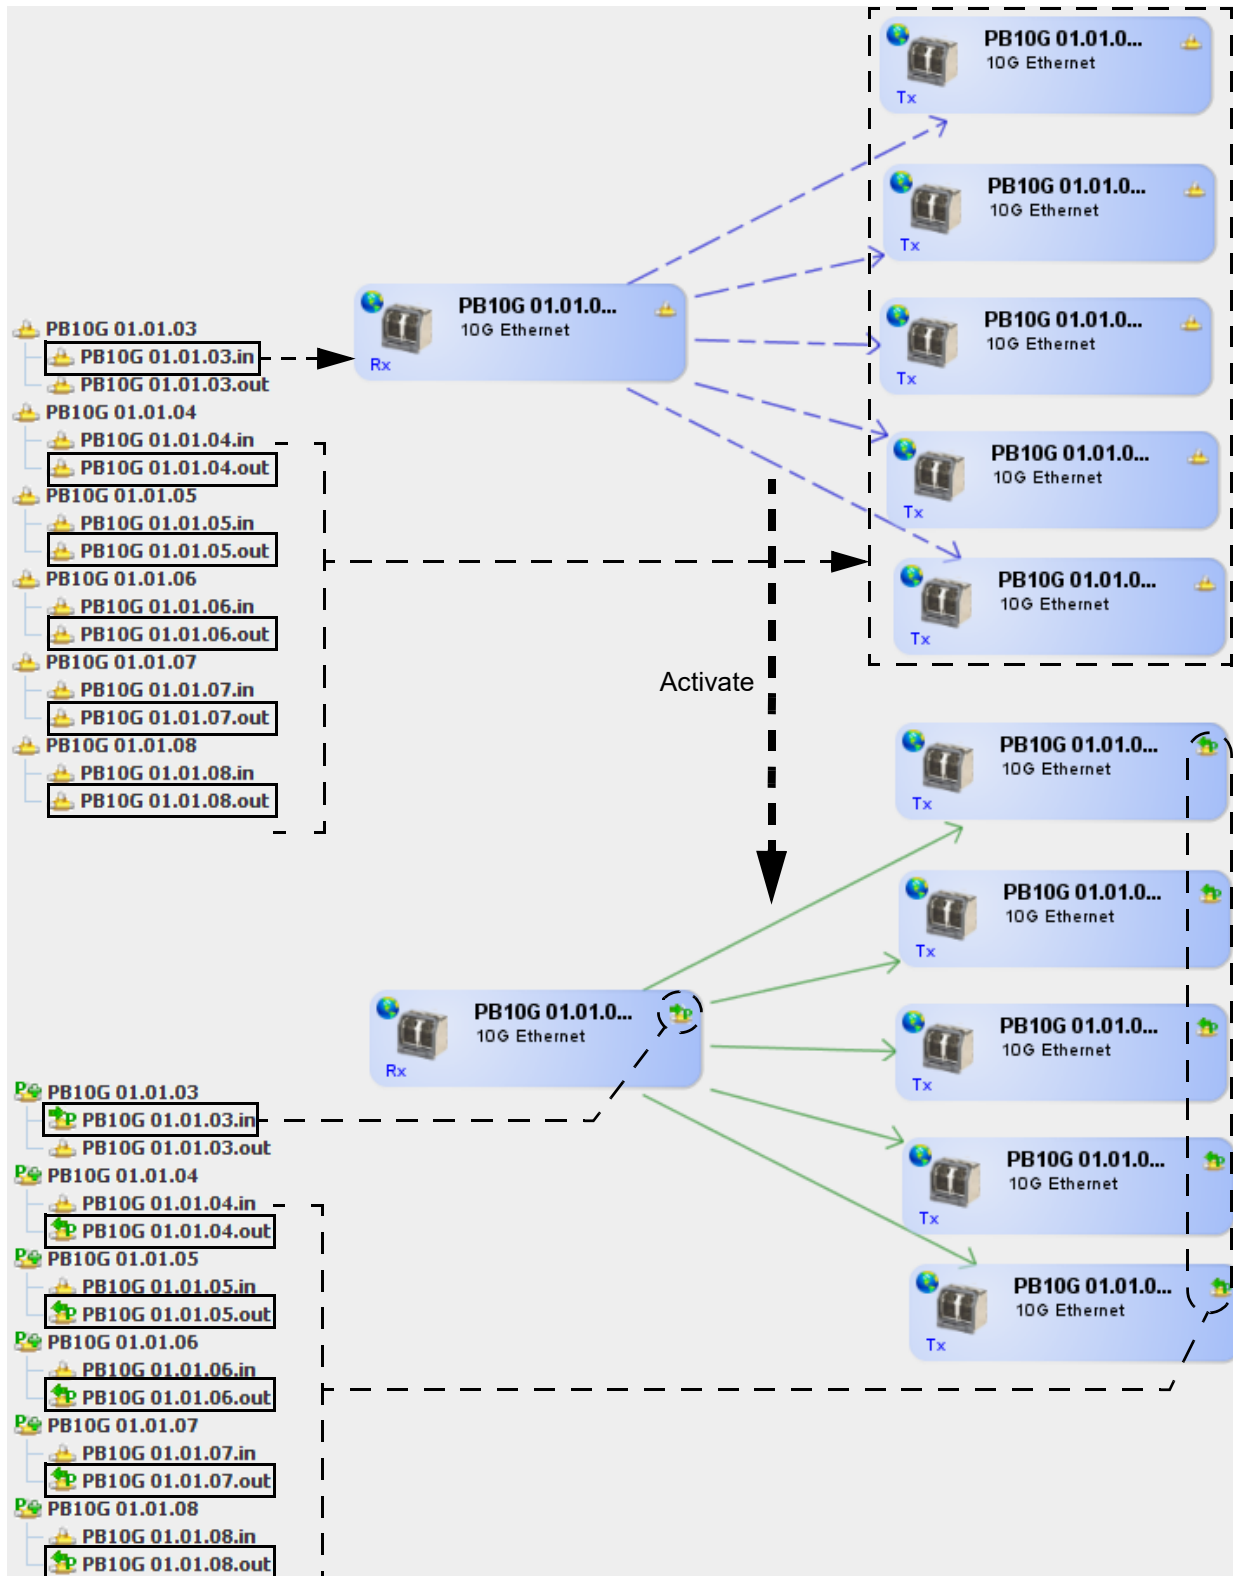 PB10G 01.01.0...
10G Ethernet
Tx
PB10G 01.01.0...
10G Ethernet
Tx
PB10G 01.01.0...
10G Ethernet
Rx
PB10G 01.01.0...
10G Ethernet
Tx
PB10G 01.01.0...
10G Ethernet
Tx
PB10G 01.01.0...
10G Ethernet
Tx
PB10G 01.01.03
PB10G 01.01.03.in
PB10G 01.01.03.out
PB10G 01.01.04
PB10G 01.01.04.in
PB10G 01.01.04.out
PB10G 01.01.05
PB10G 01.01.05.in
PB10G 01.01.05.out
PB10G 01.01.06
PB10G 01.01.06.in
PB10G 01.01.06.out
PB10G 01.01.07
PB10G 01.01.07.in
PB10G 01.01.07.out
PB10G 01.01.08
PB10G 01.01.08.in
PB10G 01.01.08.out
Activate
PB10G 01.01.0...
10G Ethernet
Tx
PB10G 01.01.0...
10G Ethernet
Tx
PB10G 01.01.0...
10G Ethernet
Rx
PB10G 01.01.0...
10G Ethernet
Tx
PB10G 01.01.0...
10G Ethernet
Tx
PB10G 01.01.0...
10G Ethernet
Tx
PB10G 01.01.03
PB10G 01.01.03.in
PB10G 01.01.03.out
PB10G 01.01.04
PB10G 01.01.04.in
PB10G 01.01.04.out
PB10G 01.01.05
PB10G 01.01.05.in
PB10G 01.01.05.out
PB10G 01.01.06
PB10G 01.01.06.in
PB10G 01.01.06.out
PB10G 01.01.07
PB10G 01.01.07.in
PB10G 01.01.07.out
PB10G 01.01.08
PB10G 01.01.08.in
PB10G 01.01.08.out